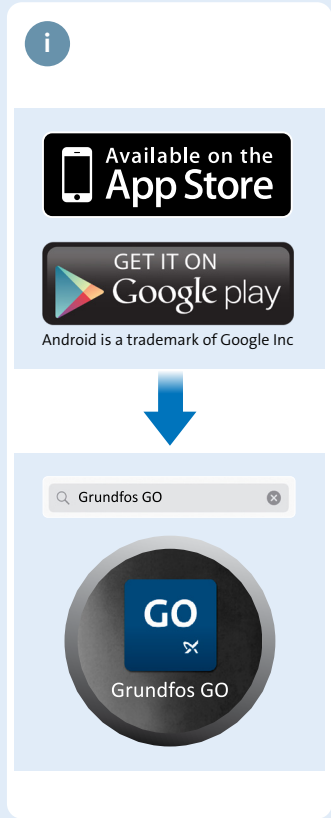 i
Available on the
App Store
GET IT ON
Google play
Android is a trademark of Google Inc
Grundfos GO
GO
Grundfos GO